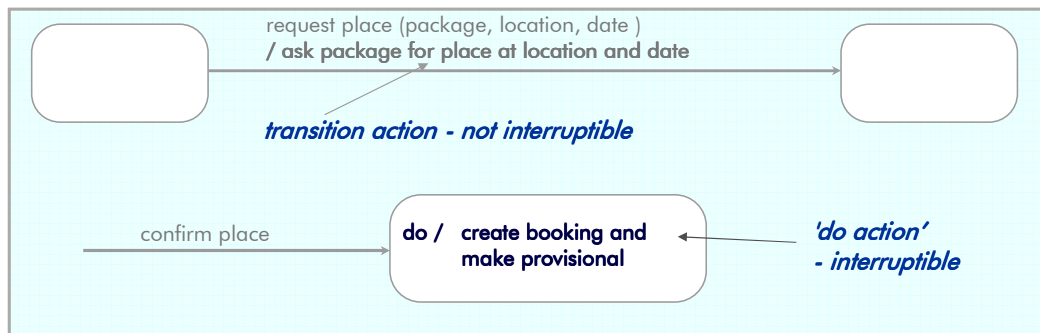 request place (package, location, date )
/ ask package for place at location and date
transition action - not interruptible
confirm place
do / create booking and
make provisional
'do action’
- interruptible